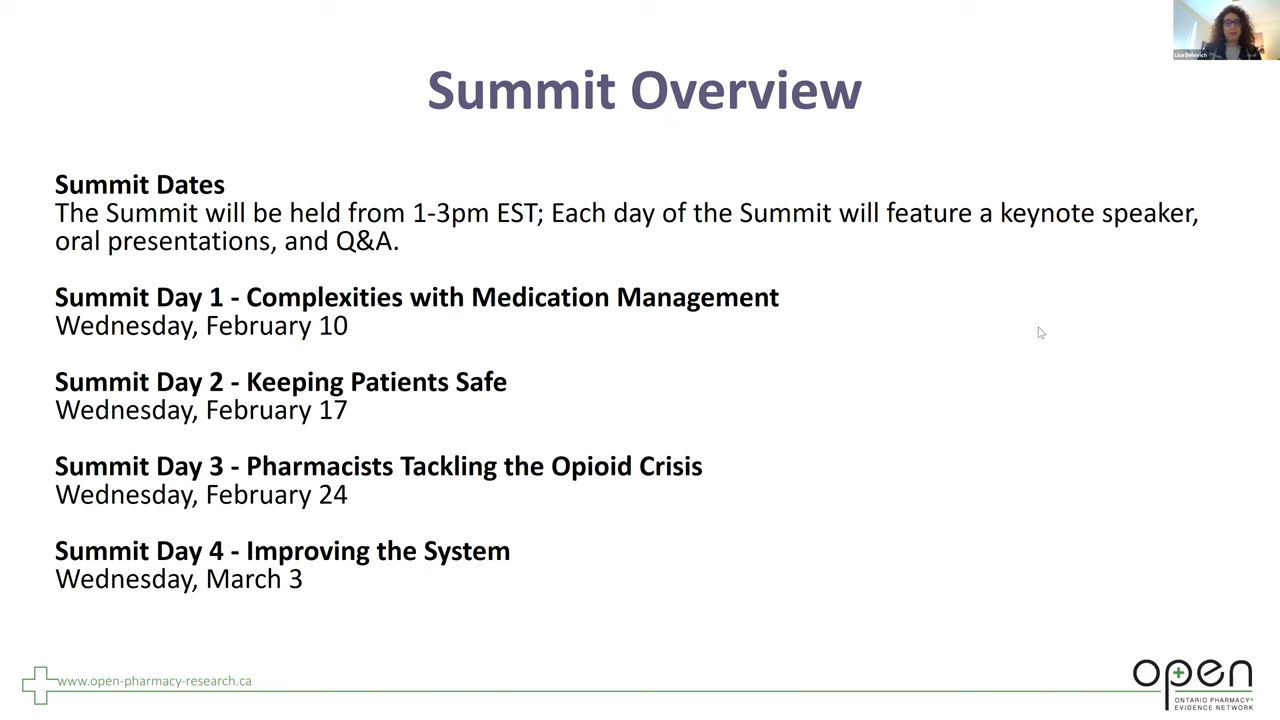 Lisa Dolovich
Summit Overview
Summit Dates
The Summit will be held from 1-3pm EST; Each day of the Summit will feature a keynote speaker,
oral presentations, and Q&A.
Summit Day 1 - Complexities with Medication Management
Wednesday, February 10
Summit Day 2 - Keeping Patients Safe
Wednesday, February 17
Summit Day 3 - Pharmacists Tackling the Opioid Crisis
Wednesday, February 24
Summit Day 4 - Improving the System
Wednesday, March 3
www.open-pharmacy-research.ca
open
ONTARIO PHARMACY
EVIDENCE NETWORK